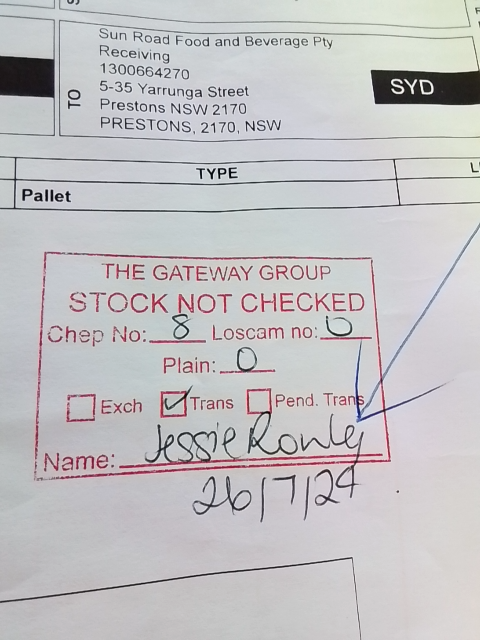 TO
Sun Road Food and Beverage Pty
Receiving
1300664270
5-35 Yarrunga Street
Prestons NSW 2170
PRESTONS, 2170, NSW
SYD
TYPE
Pallet
THE GATEWAY GROUP
STOCK NOT CHECKED
Chep No: 8 Loscam no: 0
Plain: 0
Exch Trans Pend. Trans
Name: Jessie Ronly
26/7/24